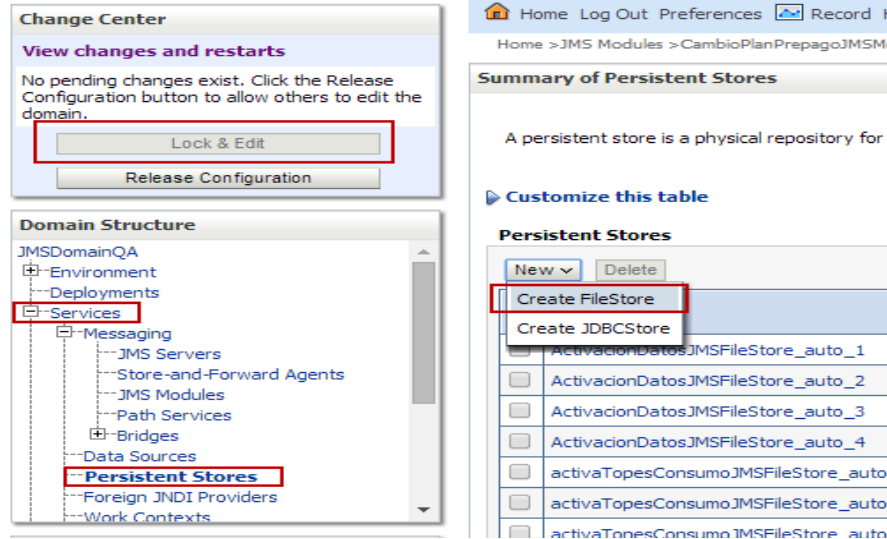 Change Center
View changes and restarts
No pending changes exist. Click the Release
Configuration button to allow others to edit the
domain.
Lock & Edit
Release Configuration
Domain Structure
JMSDomainQA
Environment
Deployments
Services
Messaging
JMS Servers
Store-and-Forward Agents
JMS Modules
Path Services
Bridges
Data Sources
Persistent Stores
Foreign JNDI Providers
Work Contexts
Home Log Out Preferences Record
Home >JMS Modules >CambioPlanPrepagoJMSM
Summary of Persistent Stores
A persistent store is a physical repository for
Customize this table
Persistent Stores
New Delete
Create FileStore
Create JDBCStore
ActivacionDatosJMSFileStore_auto_1
ActivacionDatosJMSFileStore_auto_2
ActivacionDatosJMSFileStore_auto_3
ActivacionDatosJMSFileStore_auto_4
activaTopesConsumoJMSFileStore_auto
activaTopesConsumoJMSFileStore_auto
activaTopesConsumoJMSFileStore_auto